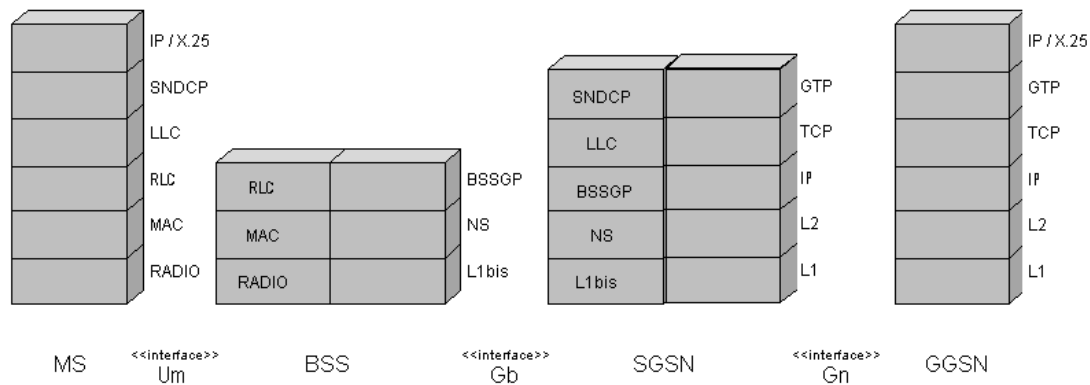 IP / X.25
SNDCP
LLC
RLC
MAC
RADIO
RLC
MAC
RADIO
BSSGP
NS
L1bis
SNDCP
LLC
BSSGP
NS
L1bis
GTP
TCP
IP
L2
L1
IP / X.25
GTP
TCP
IP
L2
L1
MS
<<interface>>
Um
BSS
<<interface>>
Gb
SGSN
<<interface>>
Gn
GGSN